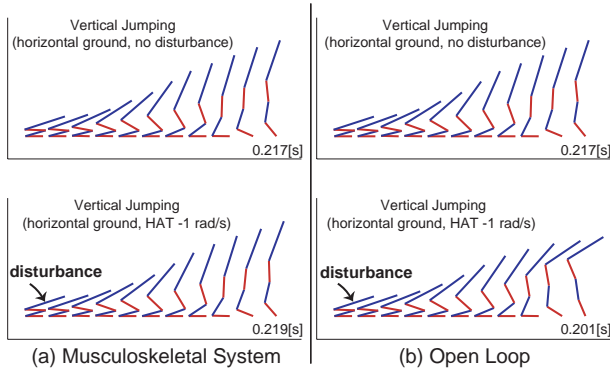 Vertical Jumping
(horizontal ground, no disturbance)
0.217[s]
Vertical Jumping
(horizontal ground, no disturbance)
0.217[s]
Vertical Jumping
(horizontal ground, HAT -1 rad/s)
disturbance
0.219[s]
Vertical Jumping
(horizontal ground, HAT -1 rad/s)
disturbance
0.201[s]
(a) Musculoskeletal System
(b) Open Loop